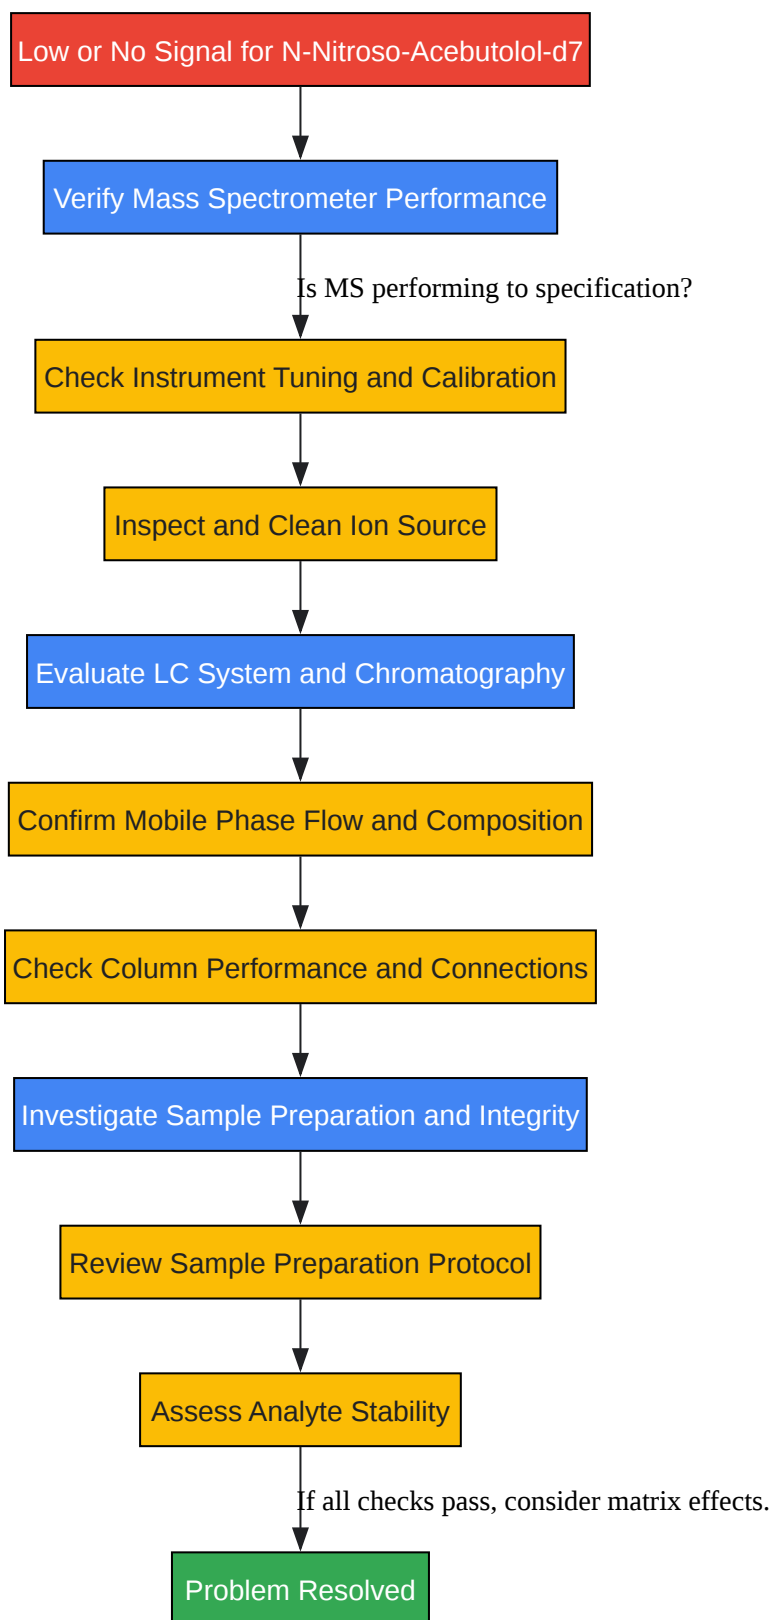 Low or No Signal for N-Nitroso-Acebutolol-d7
Verify Mass Spectrometer Performance
Is MS performing to specification?
Check Instrument Tuning and Calibration
Inspect and Clean Ion Source
Evaluate LC System and Chromatography
Confirm Mobile Phase Flow and Composition
Check Column Performance and Connections
Investigate Sample Preparation and Integrity
Review Sample Preparation Protocol
Assess Analyte Stability
If all checks pass, consider matrix effects.
Problem Resolved